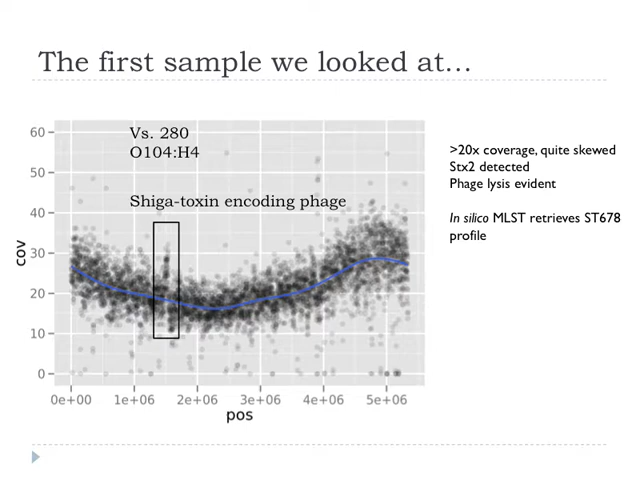 The first sample we looked at…
Vs. 280
O104:H4
Shiga-toxin encoding phage
60
50
40
30
20
10
0
cov
0e+00 1e+06 2e+06 3e+06 4e+06 5e+06
pos
>20x coverage, quite skewed
Stx2 detected
Phage lysis evident
In silico MLST retrieves ST678
profile